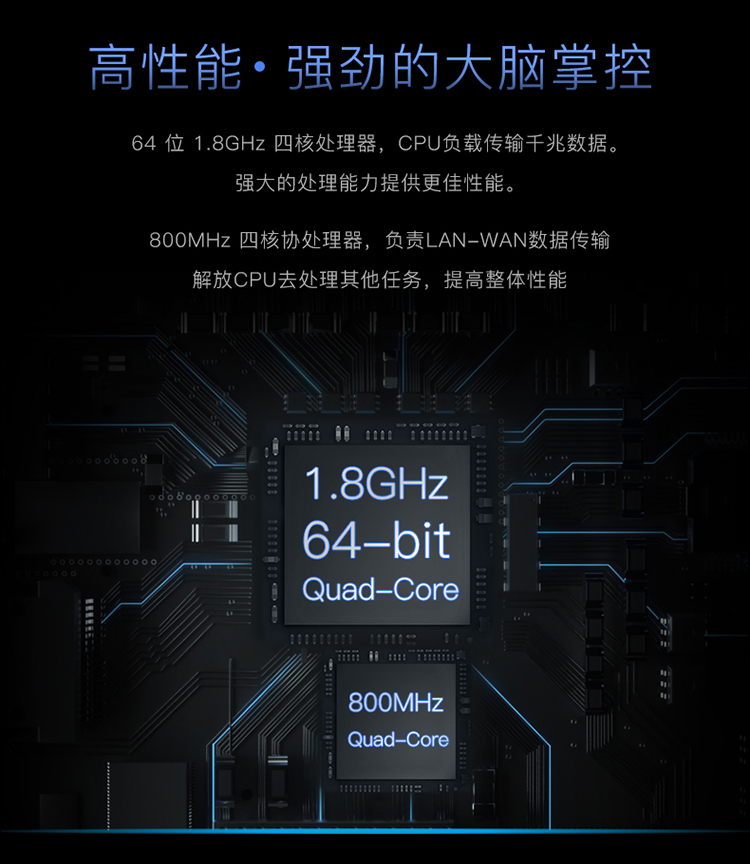 高性能·强劲的大脑掌控
64 位 1.8GHz 四核处理器，CPU负载传输千兆数据。
强大的处理能力提供更佳性能。
800MHz 四核协处理器，负责LAN-WAN数据传输
解放CPU去处理其他任务，提高整体性能
1.8GHz
64-bit
Quad-Core
800MHz
Quad-Core